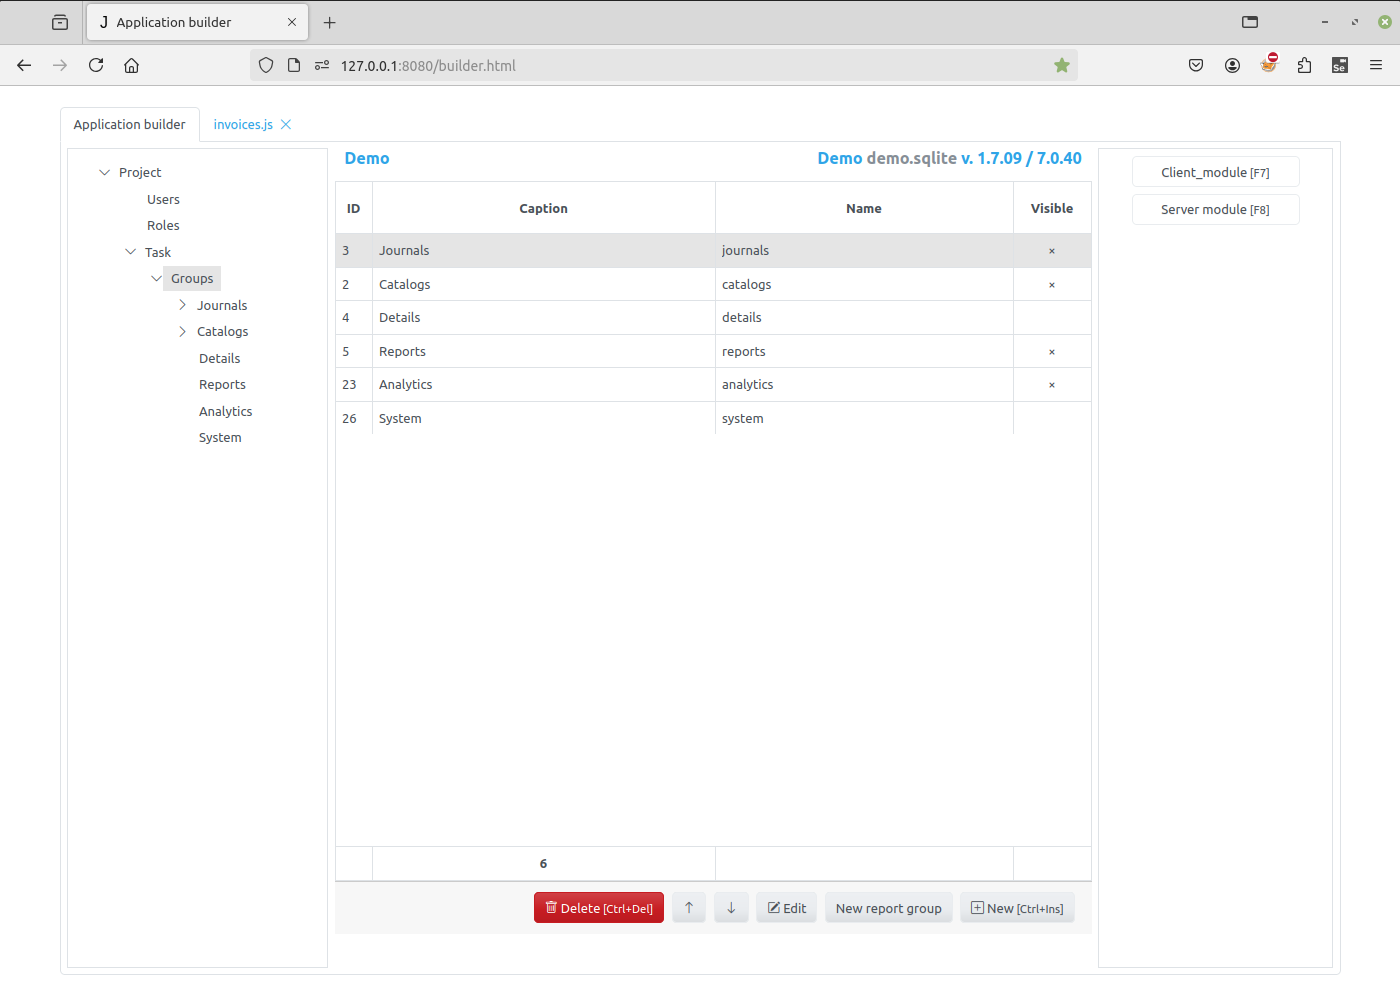 J Application builder
127.0.0.1:8080/builder.html
Se
Application builder
invoices.js
Project
Users
Roles
Task
Groups
Journals
Catalogs
Details
Reports
Analytics
System
Demo
Demo demo.sqlite v. 1.7.09 / 7.0.40
ID Caption Name Visible
3 Journals journals ×
2 Catalogs catalogs ×
4 Details details
5 Reports reports ×
23 Analytics analytics ×
26 System system
6
Delete [Ctrl+Del] ↑ ↓ Edit New report group New [Ctrl+Ins]
Client_module [F7]
Server module [F8]